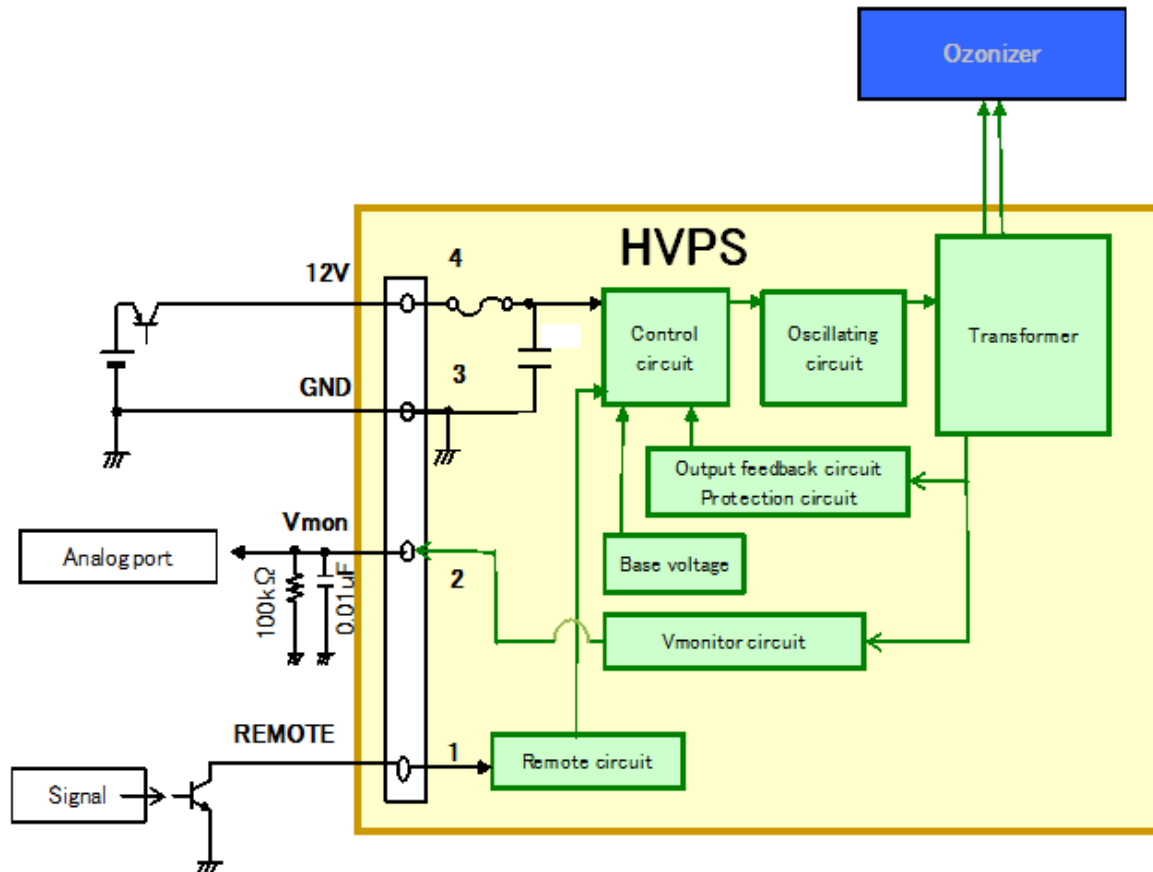 Ozonizer
HVPS
12V
4
Control
circuit
Oscillating
circuit
Transformer
GND
3
Output feedback circuit
Protection circuit
Vmon
Analog port
2
100kΩ
0.01uF
Base voltage
Vmonitor circuit
REMOTE
1
Remote circuit
Signal